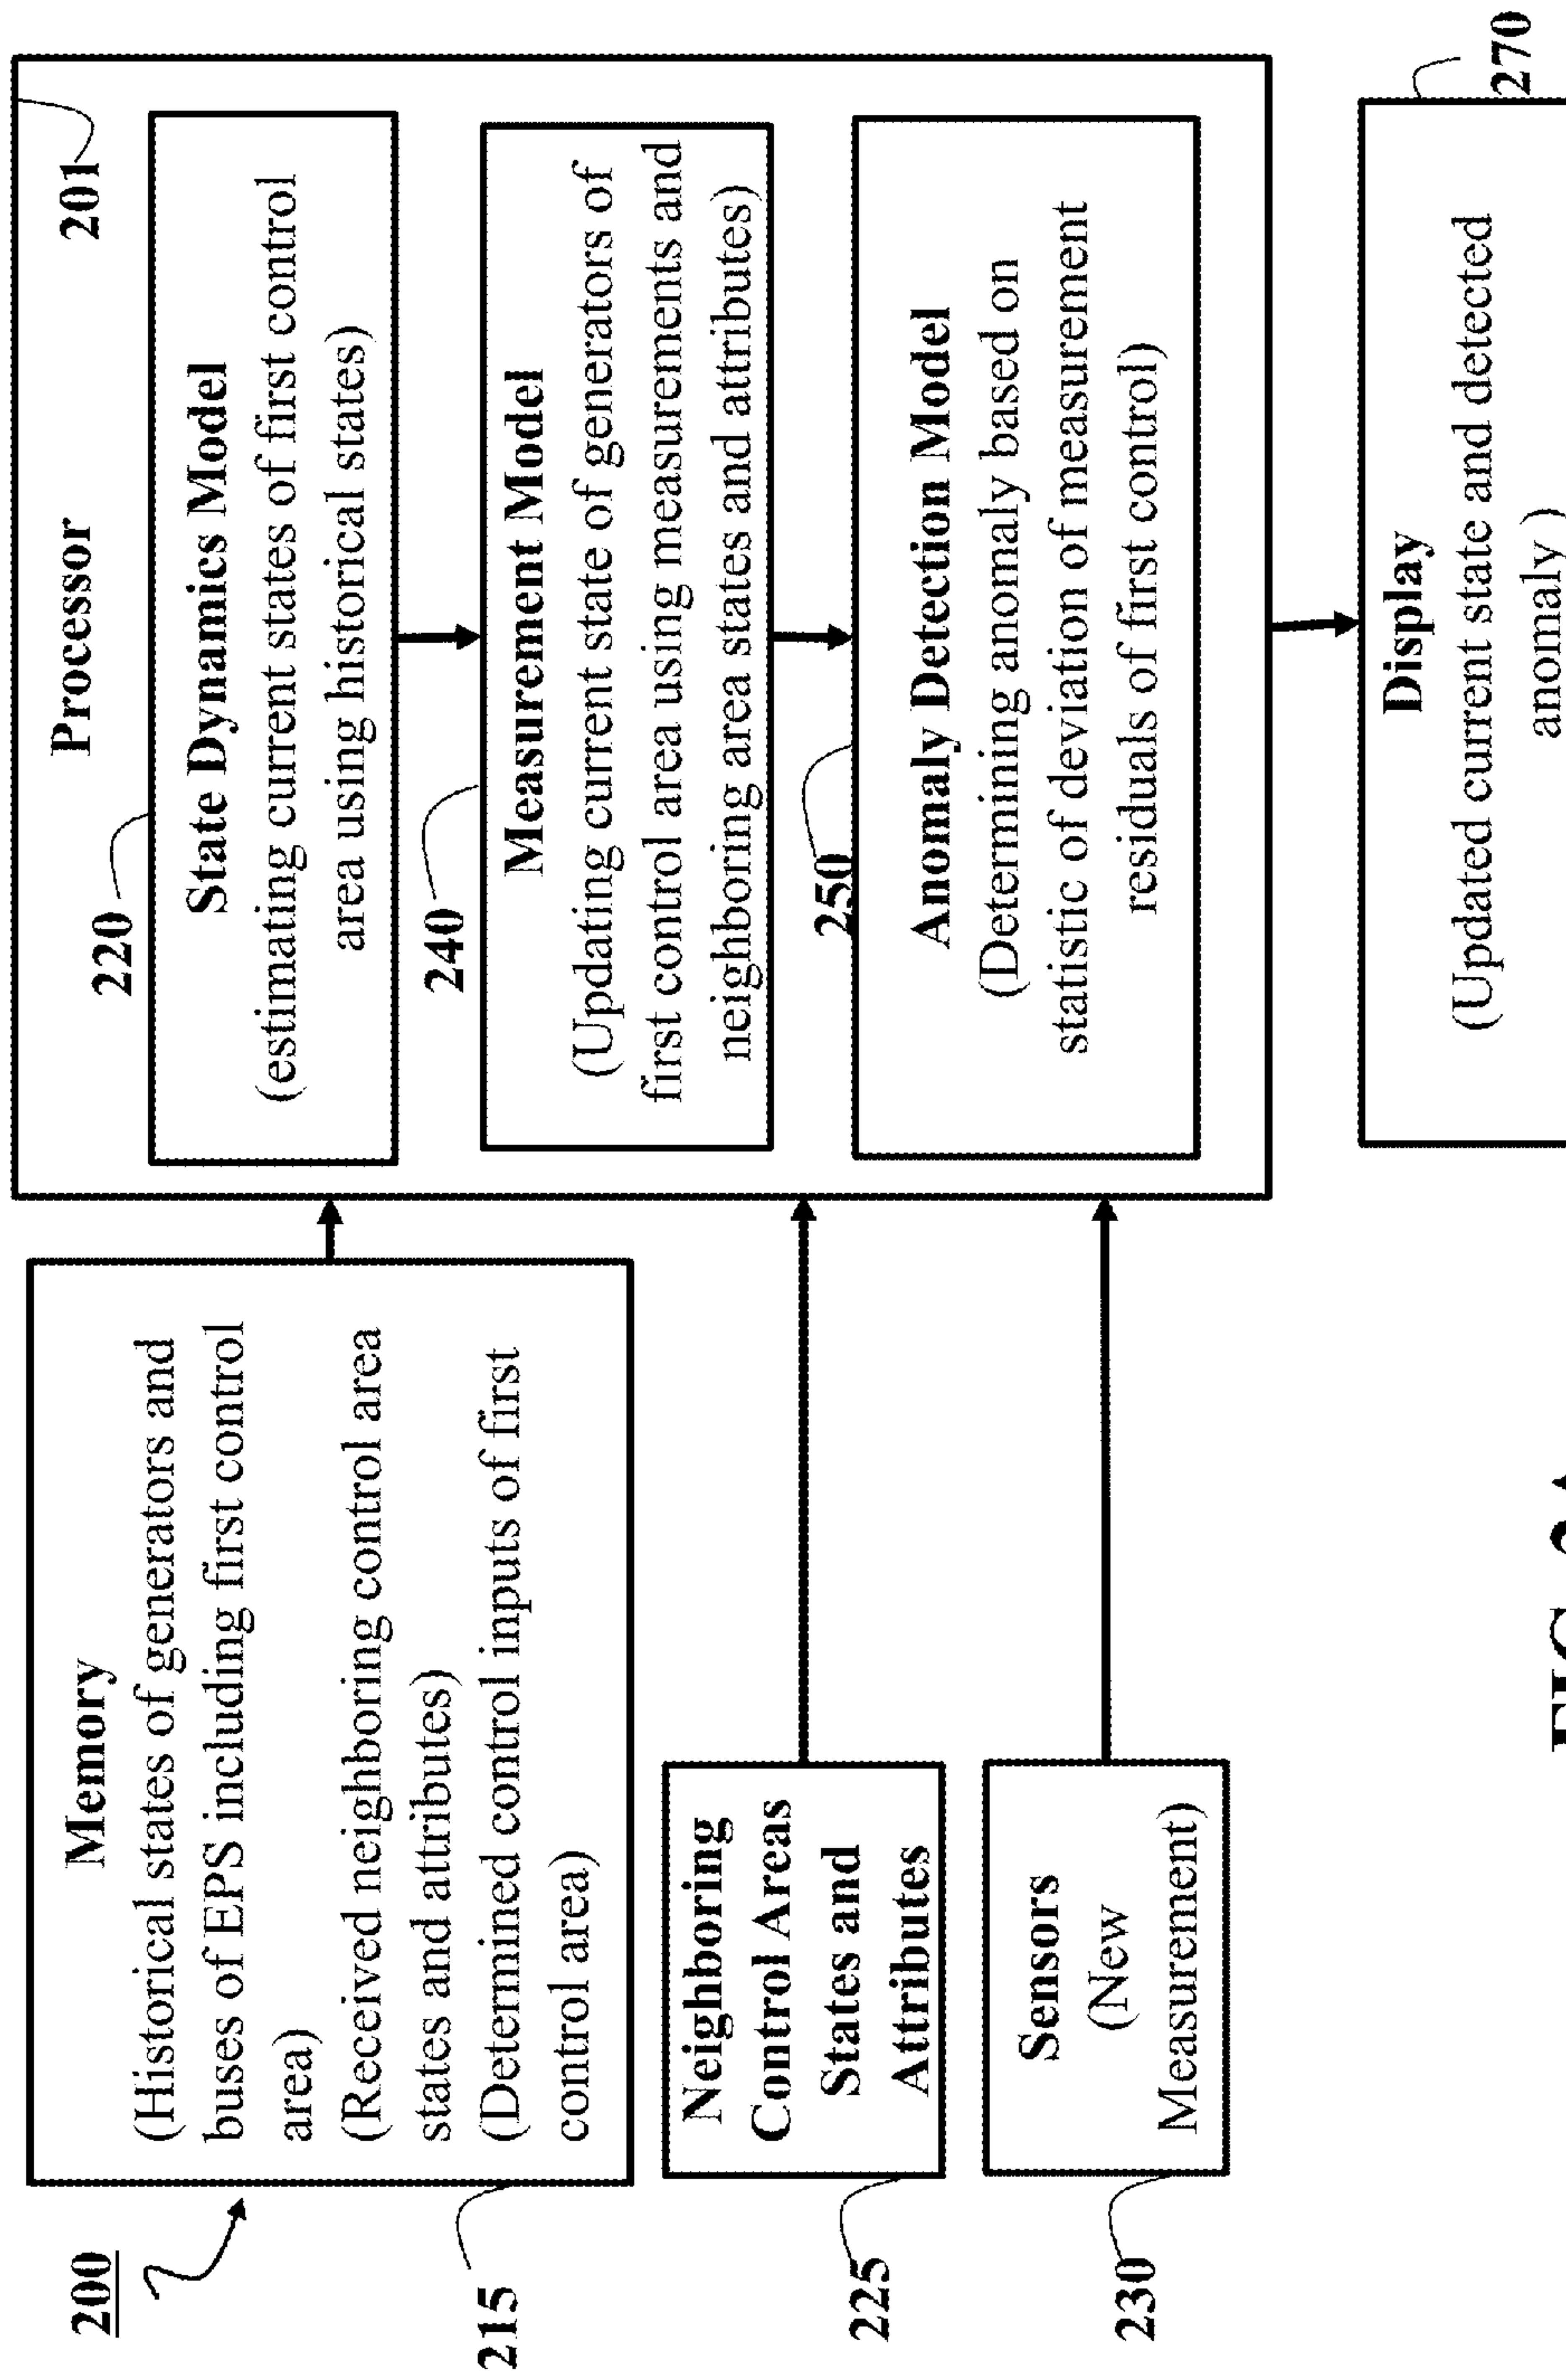 200
Memory
(Historical states of generators and
buses of EPS including first control
area)
(Received neighboring control area
states and attributes)
(Determined control inputs of first
control area)
215
Neighboring
Control Areas
States and
Attributes
225
Sensors
(New
Measurement)
230
Processor
201
220
State Dynamics Model
(estimating current states of first control
area using historical states)
240
Measurement Model
(Updating current state of generators of
first control area using measurements and
neighboring area states and attributes)
250
Anomaly Detection Model
(Determining anomaly based on
statistic of deviation of measurement
residuals of first control)
Display
(Updated current state and detected
anomaly )
270